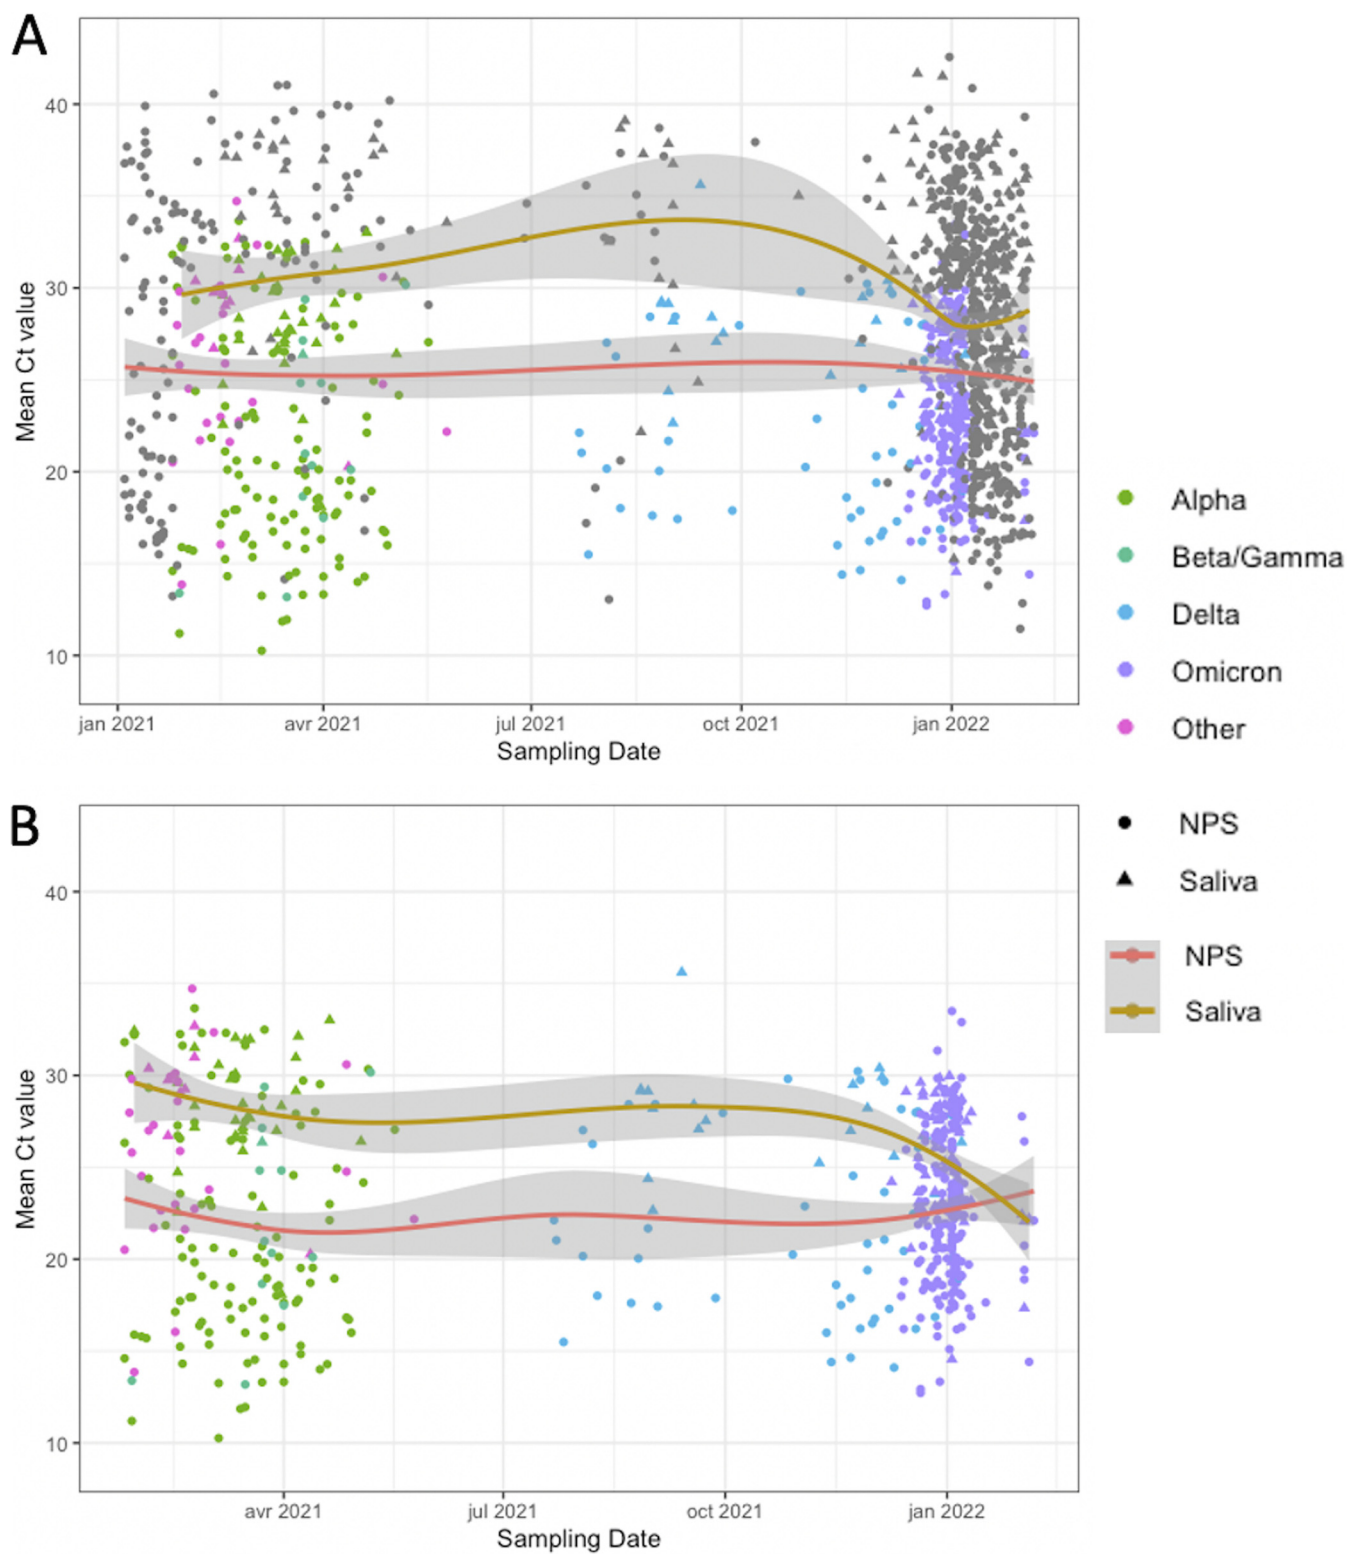 A
Mean Ct value
40
30
20
10
jan 2021
avr 2021
jul 2021
oct 2021
jan 2022
Sampling Date
Alpha
Beta/Gamma
Delta
Omicron
Other
NPS
Saliva
NPS
Saliva
B
Mean Ct value
40
30
20
10
avr 2021
jul 2021
oct 2021
jan 2022
Sampling Date